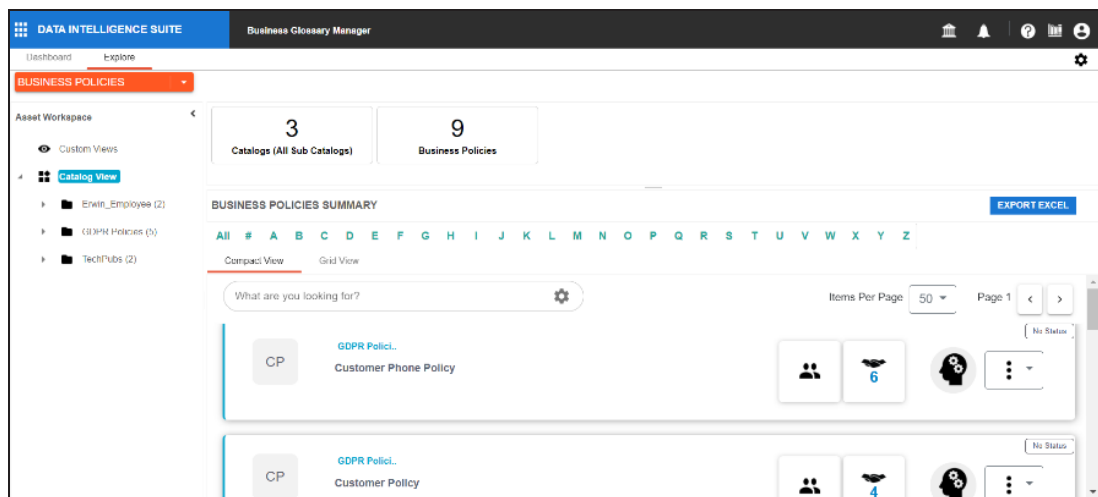 DATA INTELLIGENCE SUITE
Business Glossary Manager
Dashboard Explore
BUSINESS POLICIES
Asset Workspace
Custom Views
Catalog View
Erwin_Employee (2)
GDPR Policies (5)
TechPubs (2)
3
Catalogs (All Sub Catalogs)
9
Business Policies
BUSINESS POLICIES SUMMARY
EXPORT EXCEL
All # A B C D E F G H I J K L M N O P Q R S T U V W X Y Z
Compact View Grid View
What are you looking for?
Items Per Page 50 Page 1
No Status
CP
GDPR Polici..
Customer Phone Policy
6
No Status
CP
GDPR Polici..
Customer Policy
4